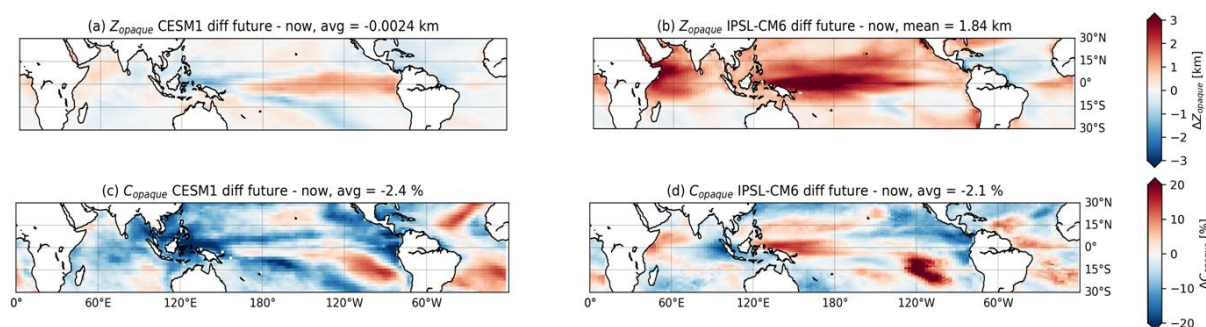 (a) Z_opaque CESM1 diff future - now, avg = -0.0024 km
(b) Z_opaque IPSL-CM6 diff future - now, mean = 1.84 km
30°N
15°N
0°
15°S
30°S
3
2
1
0
-1
-2
-3
ΔZ_opaque [km]
(c) C_opaque CESM1 diff future - now, avg = -2.4 %
(d) C_opaque IPSL-CM6 diff future - now, avg = -2.1 %
30°N
15°N
0°
15°S
30°S
0° 60°E 120°E 180° 120°W 60°W
0° 60°E 120°E 180° 120°W 60°W
20
10
0
-10
-20
ΔC_opaque [%]